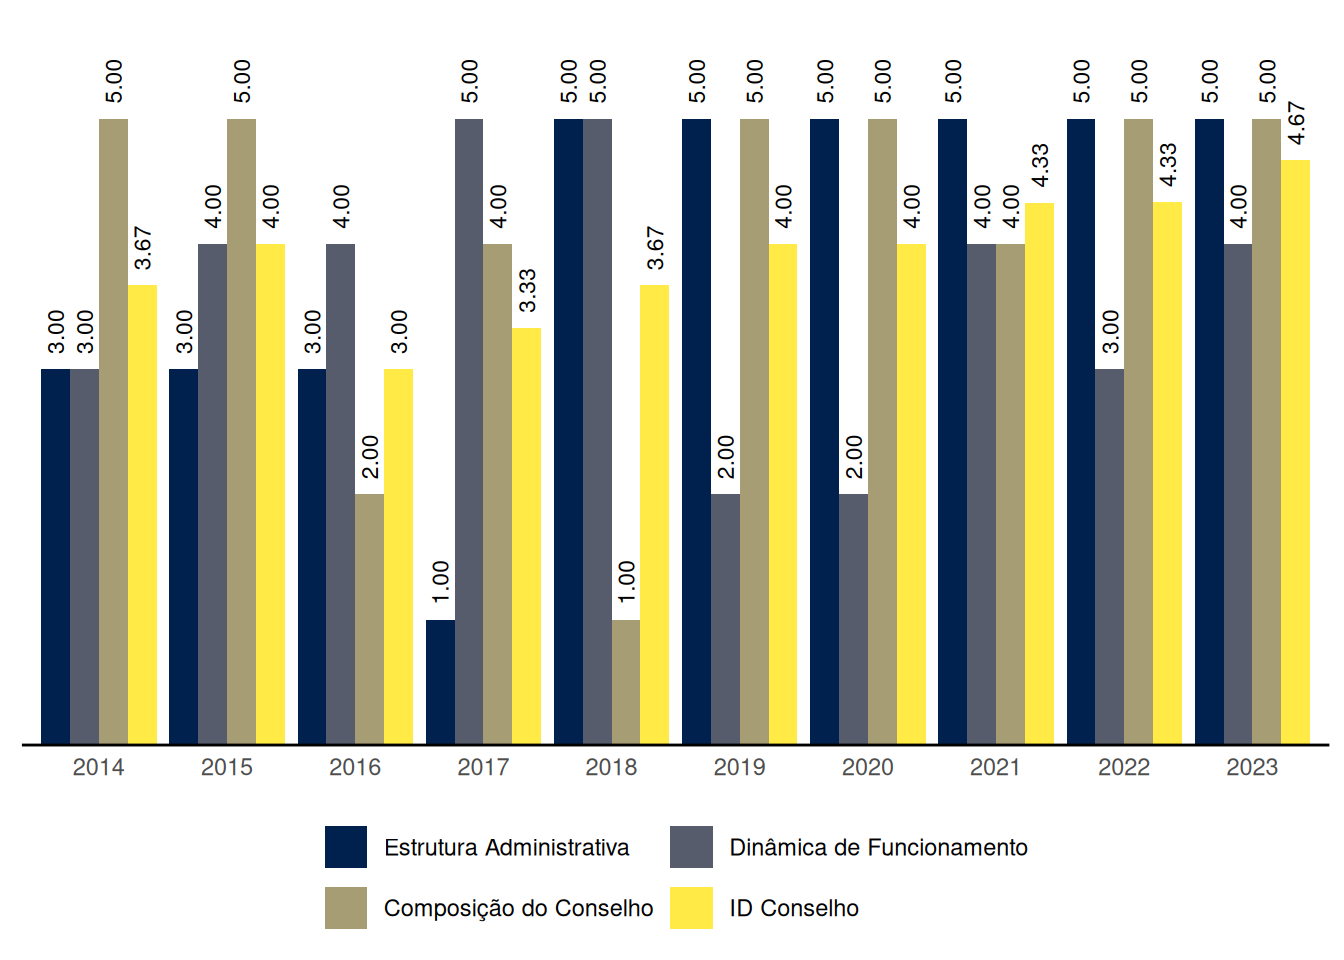 3.00 3.00 5.00 3.67 3.00 4.00 5.00 4.00 3.00 4.00 2.00 3.00 1.00 5.00 4.00 3.33 5.00 5.00 1.00 3.67 5.00 2.00 5.00 4.00 5.00 2.00 5.00 4.00 5.00 4.00 4.00 4.33 5.00 3.00 5.00 4.33 5.00 4.00 5.00 4.67
2014 2015 2016 2017 2018 2019 2020 2021 2022 2023
Estrutura Administrativa Dinâmica de Funcionamento
Composição do Conselho ID Conselho